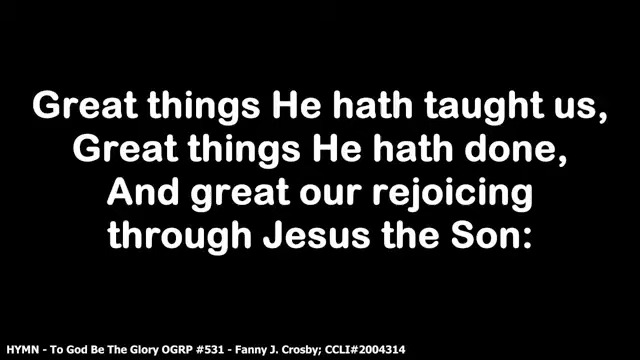 Great things He hath taught us,
Great things He hath done,
And great our rejoicing
through Jesus the Son:
HYMN - To God Be The Glory OGRP #531 - Fanny J. Crosby; CCLI#2004314